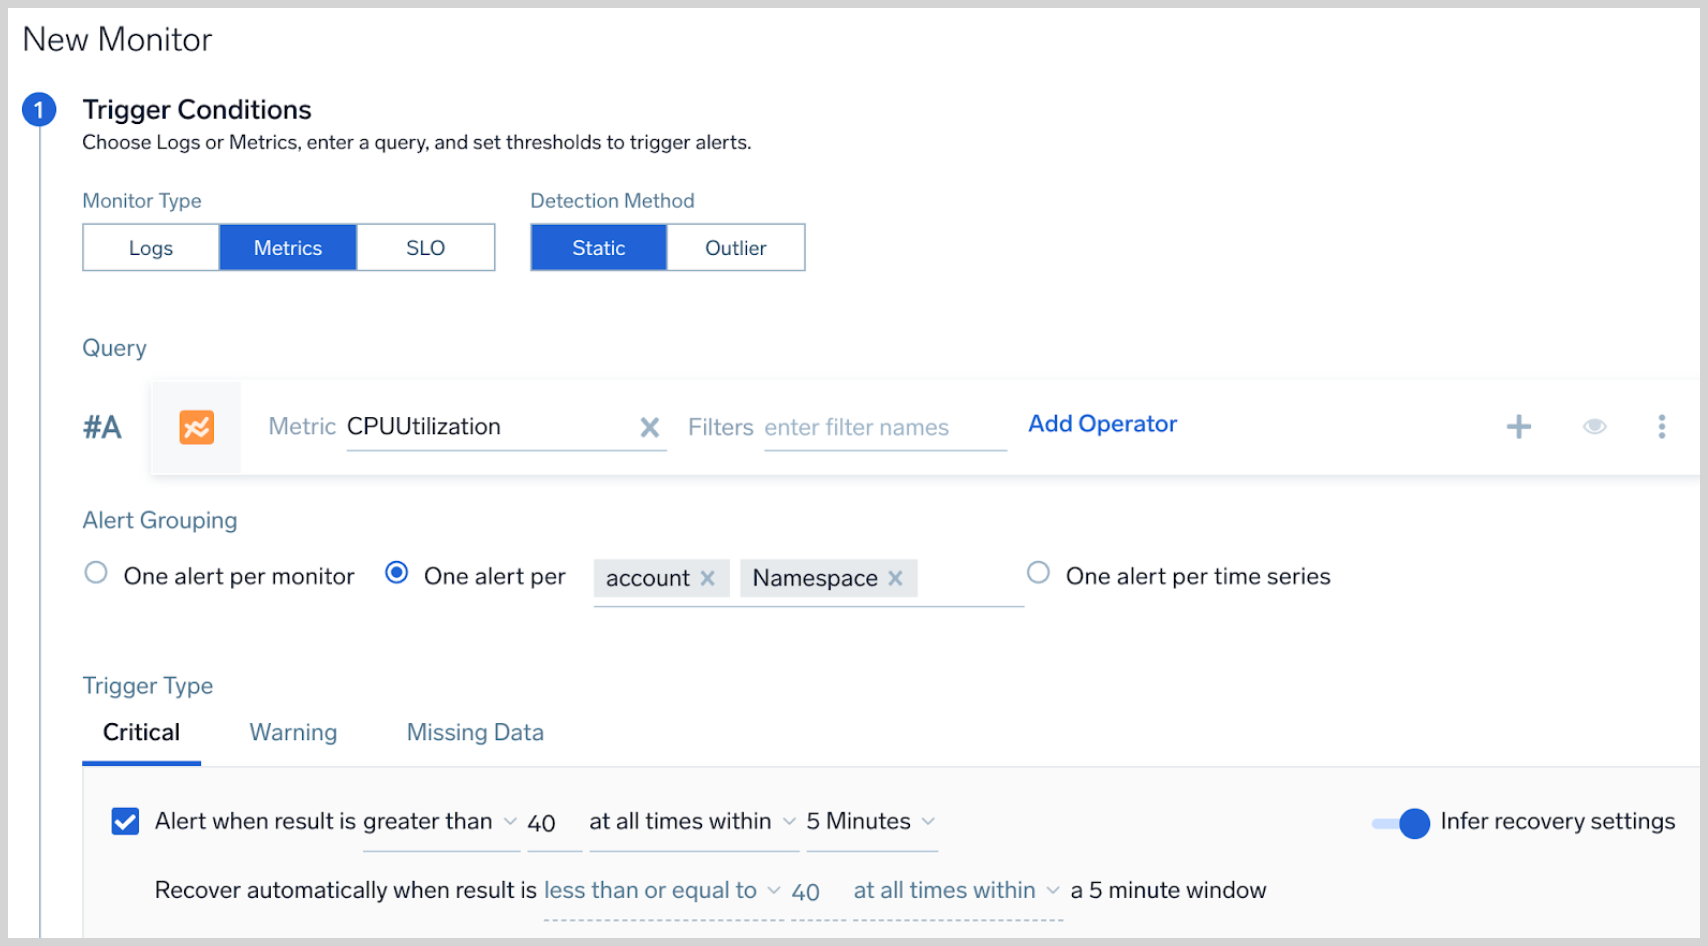 New Monitor
1 Trigger Conditions
Choose Logs or Metrics, enter a query, and set thresholds to trigger alerts.
Monitor Type Detection Method
Logs Metrics SLO Static Outlier
Query
#A Metric CPUUtilization Filters enter filter names Add Operator
Alert Grouping
One alert per monitor One alert per account Namespace One alert per time series
Trigger Type
Critical Warning Missing Data
Alert when result is greater than 40 at all times within 5 Minutes Infer recovery settings
Recover automatically when result is less than or equal to 40 at all times within a 5 minute window